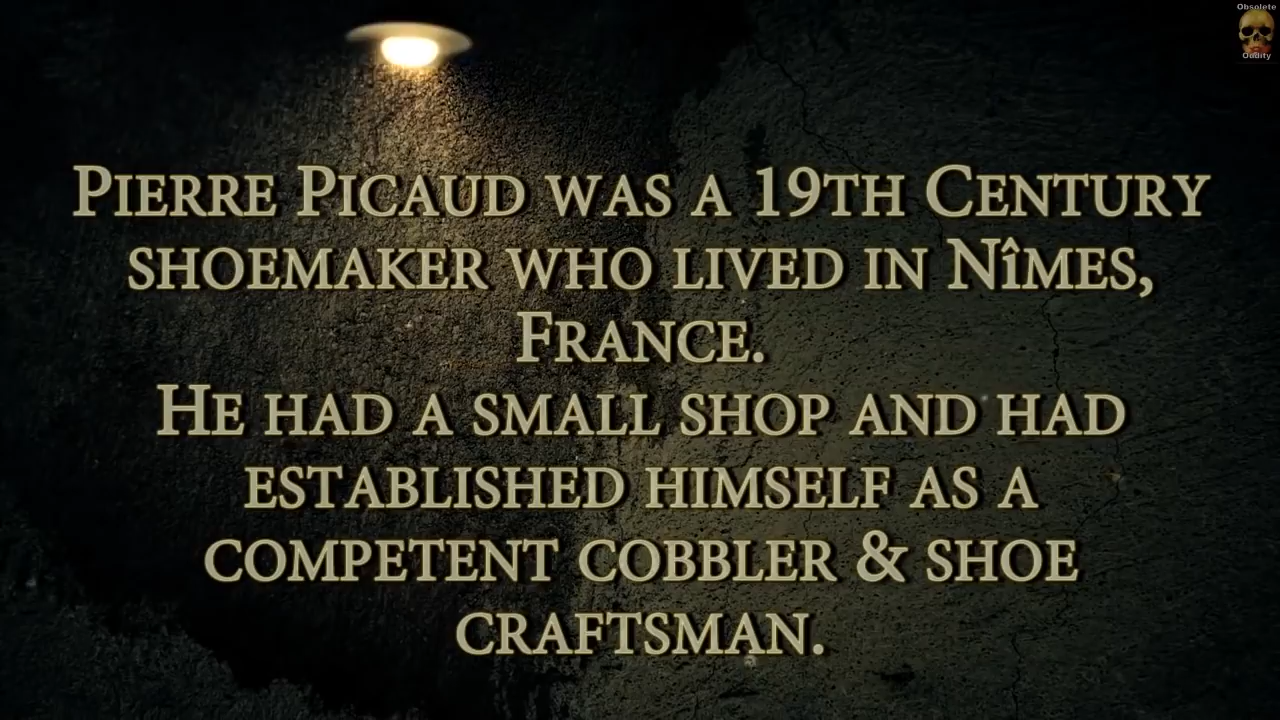 Obsolete
Oddity
Pierre Picaud was a 19th Century
shoemaker who lived in Nîmes,
France.
He had a small shop and had
established himself as a
competent cobbler & shoe
craftsman.